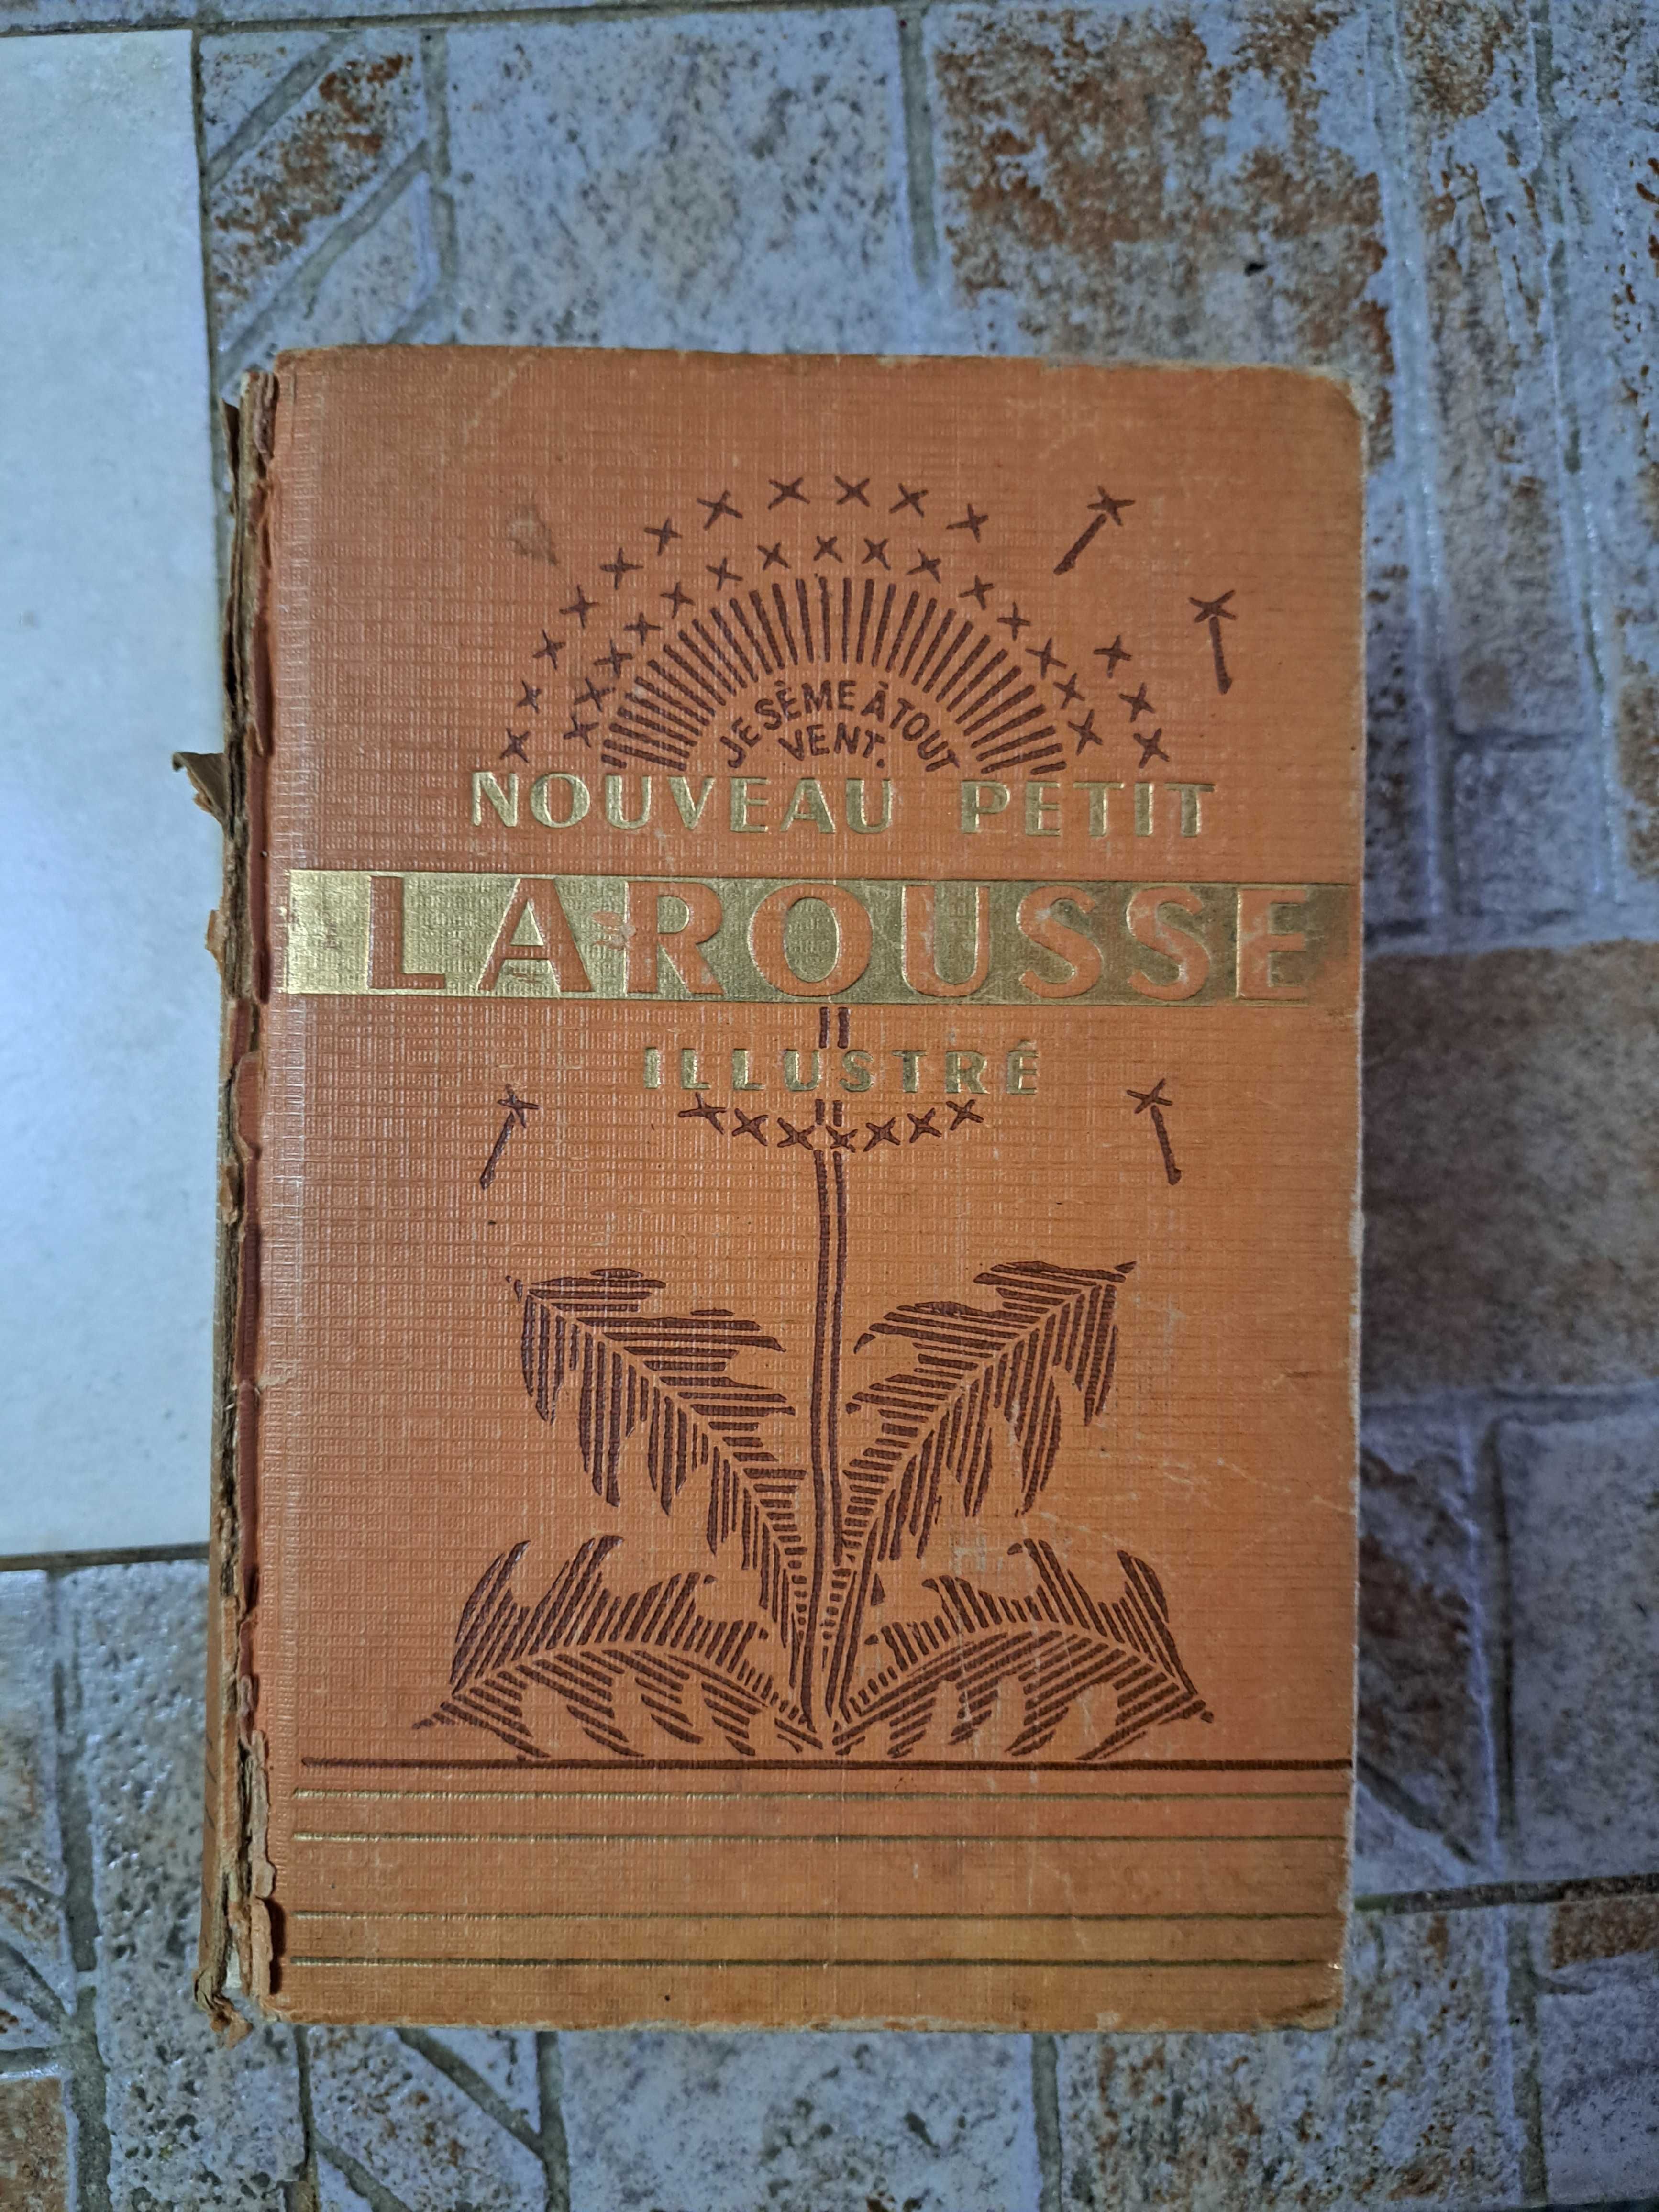 JE SÈME À TOUT
VENT.
NOUVEAU PETIT
LAROUSSE
ILLUSTRÉ